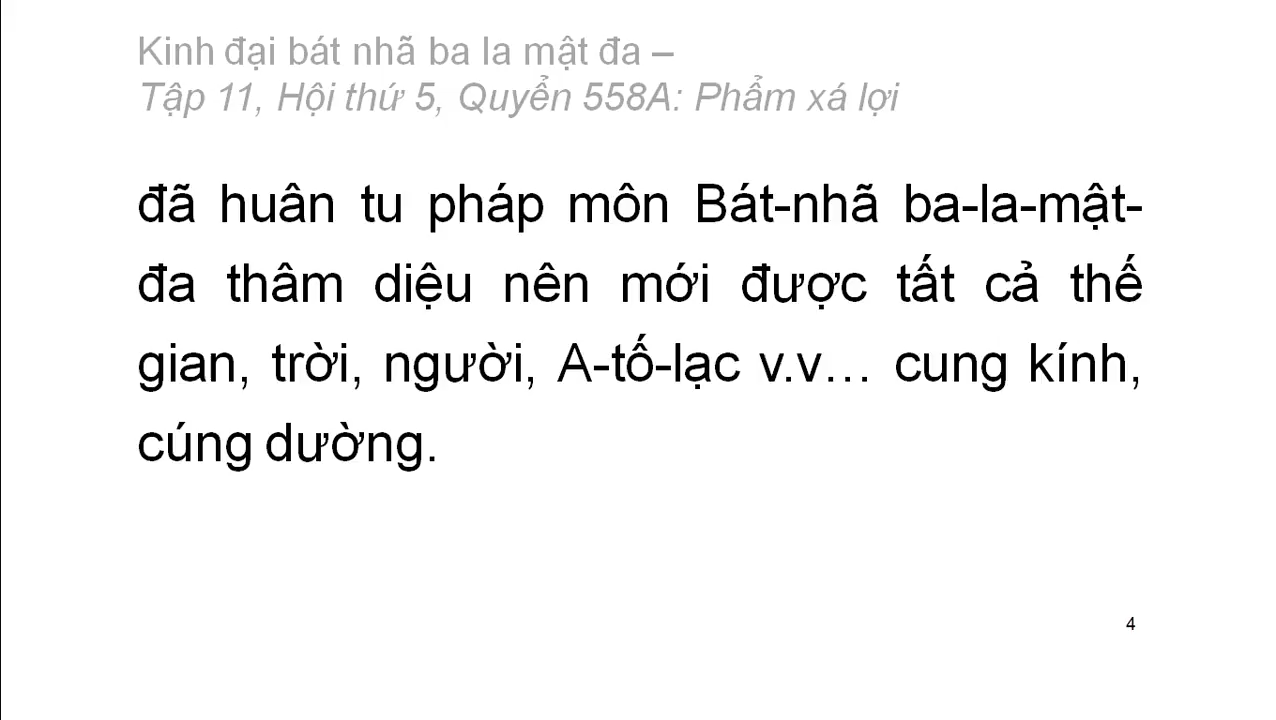 Kinh đại bát nhã ba la mật đa –
Tập 11, Hội thứ 5, Quyển 558A: Phẩm xá lợi
đã huân tu pháp môn Bát-nhã ba-la-mật-
đa thâm diệu nên mới được tất cả thế
gian, trời, người, A-tố-lạc v.v… cung kính,
cúng dường.
4